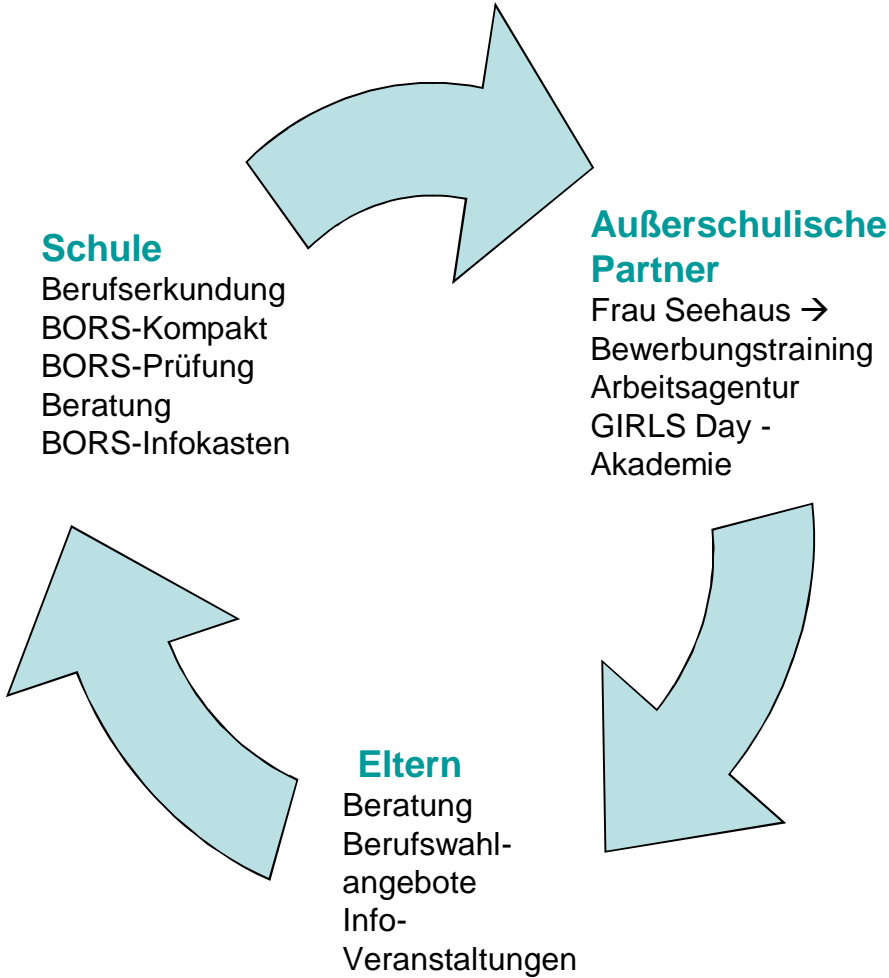 Schule
Berufserkundung
BORS-Kompakt
BORS-Prüfung
Beratung
BORS-Infokasten
Außerschulische
Partner
Frau Seehaus →
Bewerbungstraining
Arbeitsagentur
GIRLS Day -
Akademie
Eltern
Beratung
Berufswahl-
angebote
Info-
Veranstaltungen